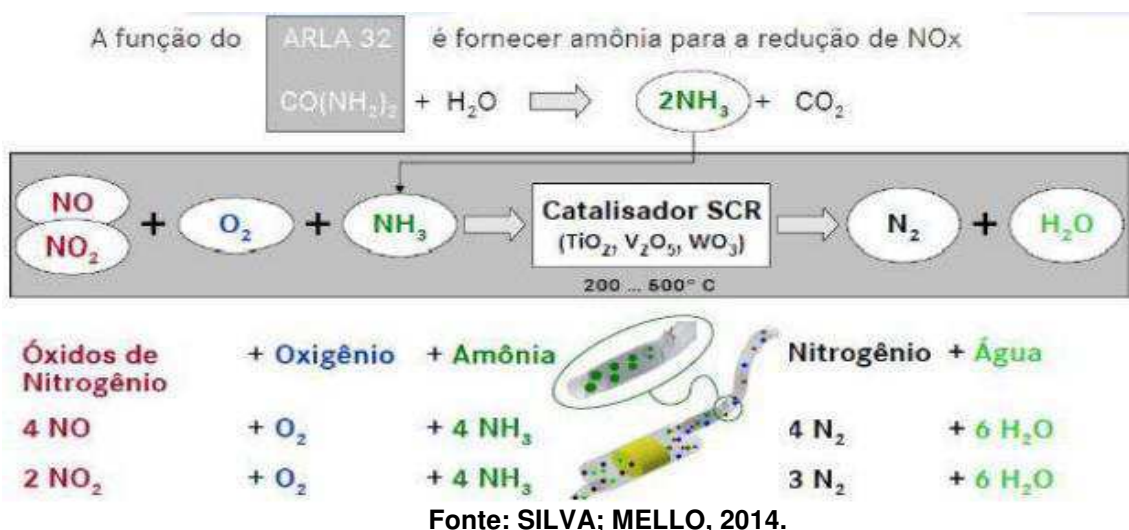 A função do ARLA 32 é fornecer amônia para a redução de NOx
CO(NH₂)₂ + H₂O 2NH₃ + CO₂
NO
NO₂ + O₂ + NH₃ Catalisador SCR (TiO₂, V₂O₅, WO₃) N₂ + H₂O
200 ... 500° C
Óxidos de Nitrogênio + Oxigênio + Amônia Nitrogênio + Água
4 NO + O₂ + 4 NH₃ 4 N₂ + 6 H₂O
2 NO₂ + O₂ + 4 NH₃ 3 N₂ + 6 H₂O
Fonte: SILVA; MELLO, 2014.